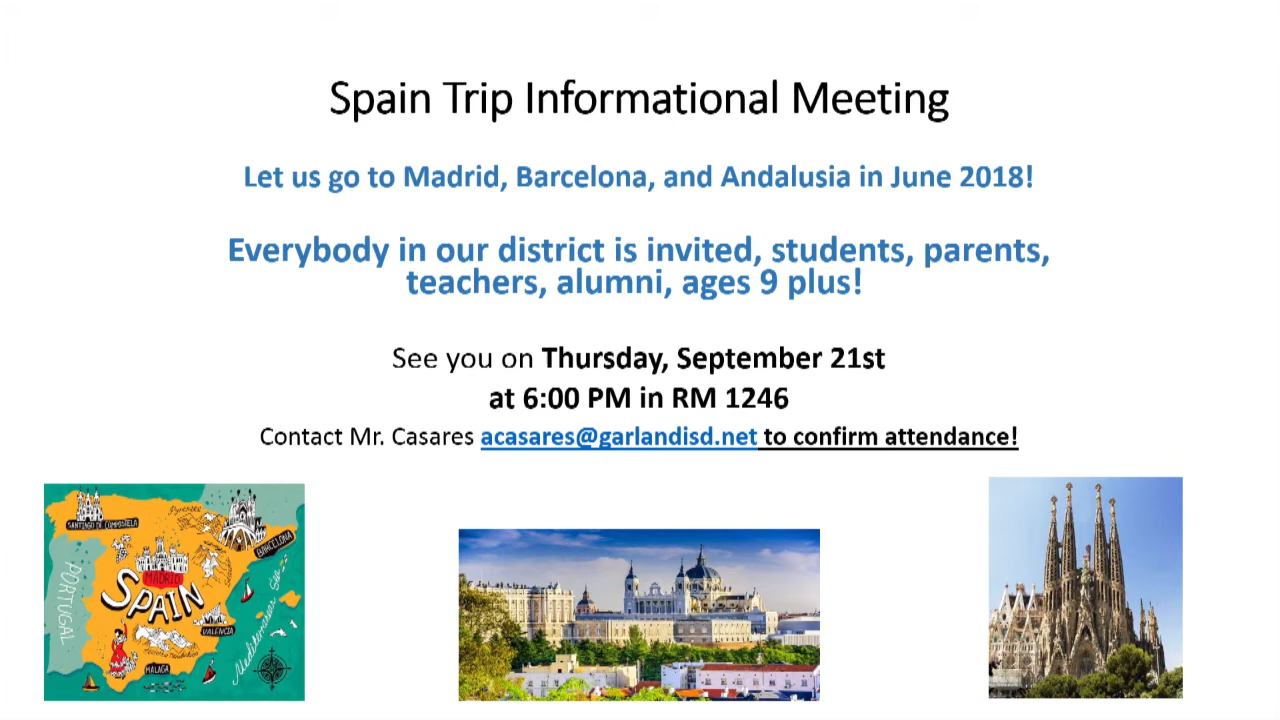 Spain Trip Informational Meeting
Let us go to Madrid, Barcelona, and Andalusia in June 2018!
Everybody in our district is invited, students, parents,
teachers, alumni, ages 9 plus!
See you on Thursday, September 21st
at 6:00 PM in RM 1246
Contact Mr. Casares acasares@garlandisd.net to confirm attendance!
SANTIAGO DE COMPOSTELA
Pyrenees
BARCELONA
PORTUGAL
MADRID
SPAIN
VALENCIA
Mediterranean Sea
MALAGA